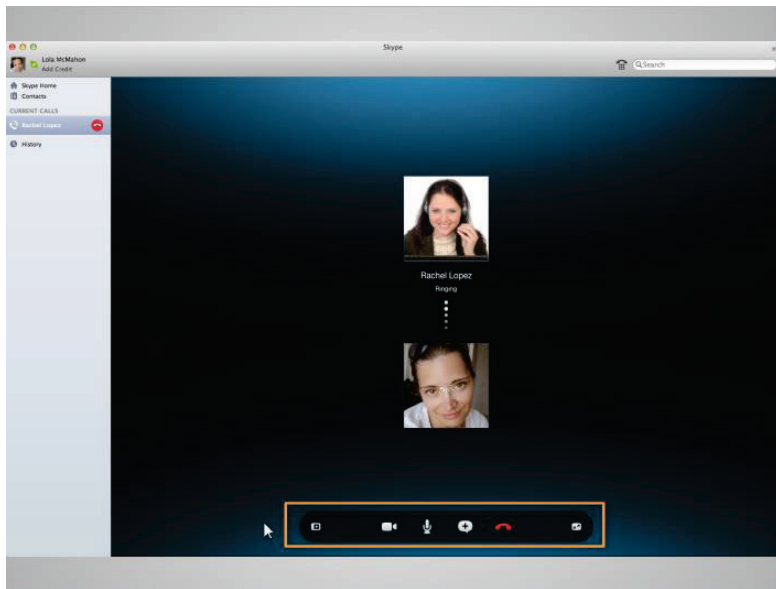 Skype
Lola McMahon
Add Credit
Search
Skype Home
Contacts
CURRENT CALLS
Rachel Lopez
History
Rachel Lopez
Ringing